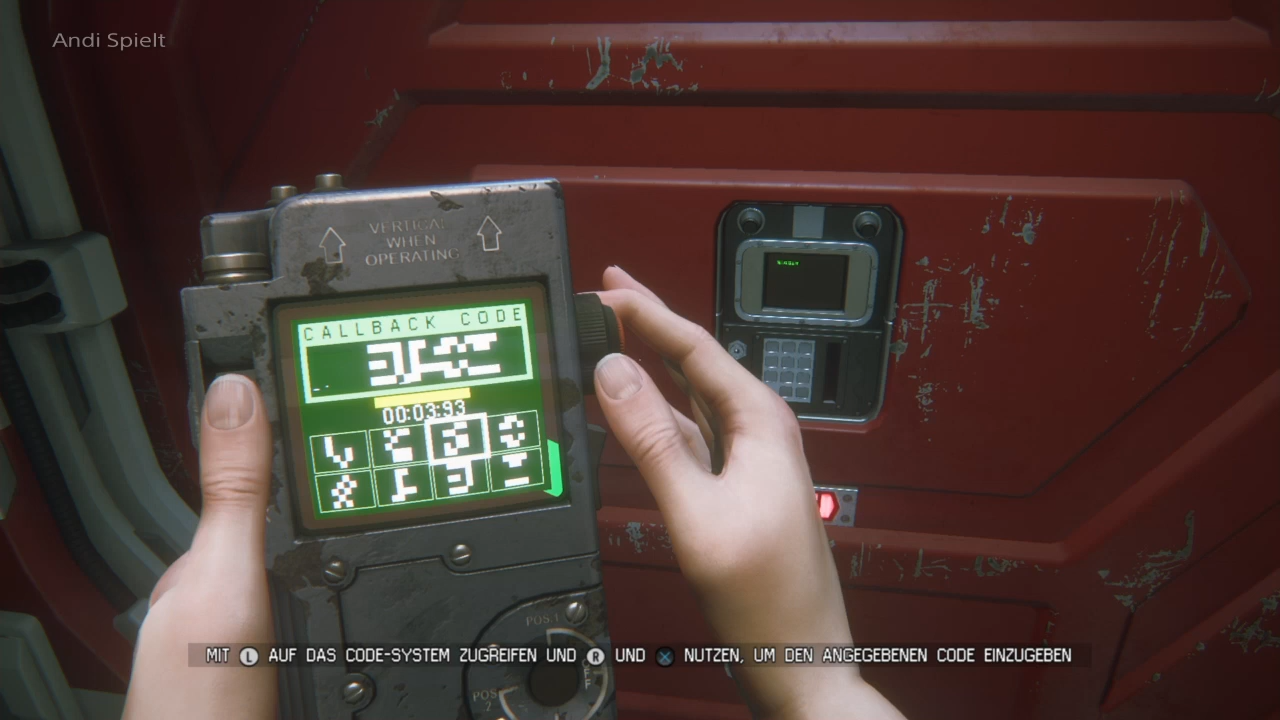 Andi Spielt
VERTICAL
WHEN
OPERATING
CALLBACK CODE
00:03:93
POS.1
POS
2
MIT L AUF DAS CODE-SYSTEM ZUGREIFEN UND R UND X NUTZEN, UM DEN ANGEGEBENEN CODE EINZUGEBEN